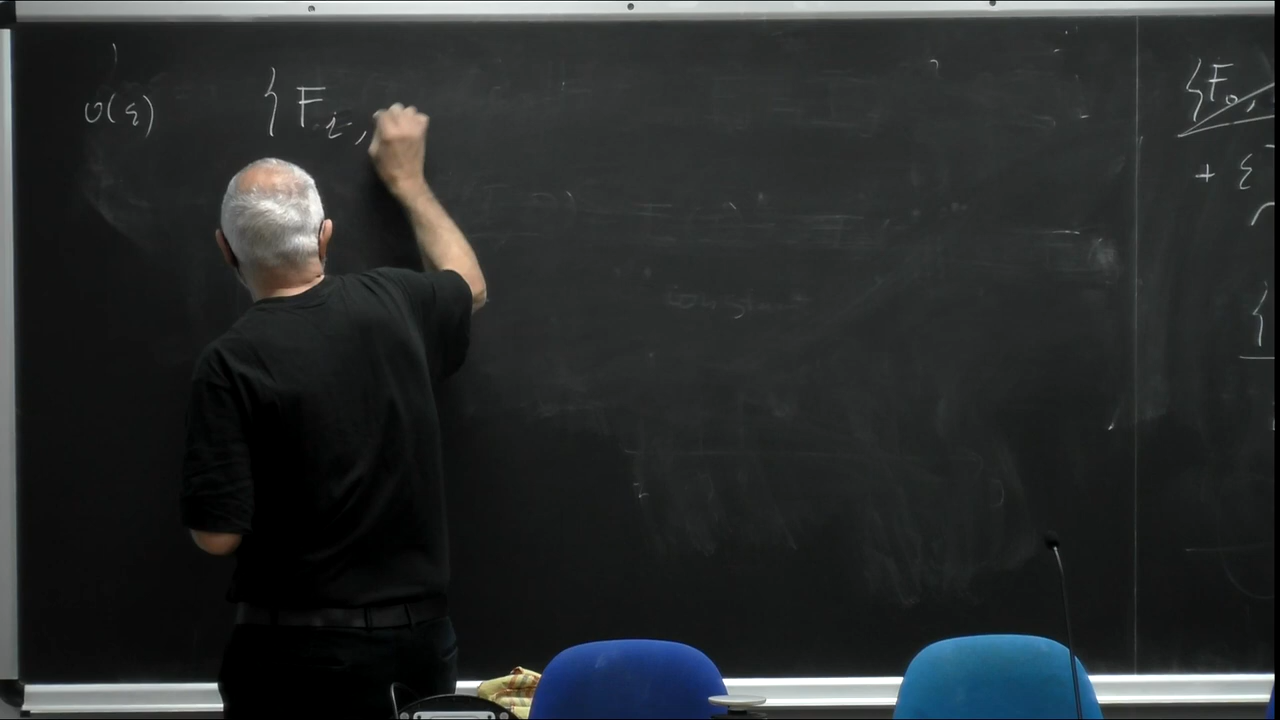 O(ε) { F_i,
{ F_0,
+ ε
{